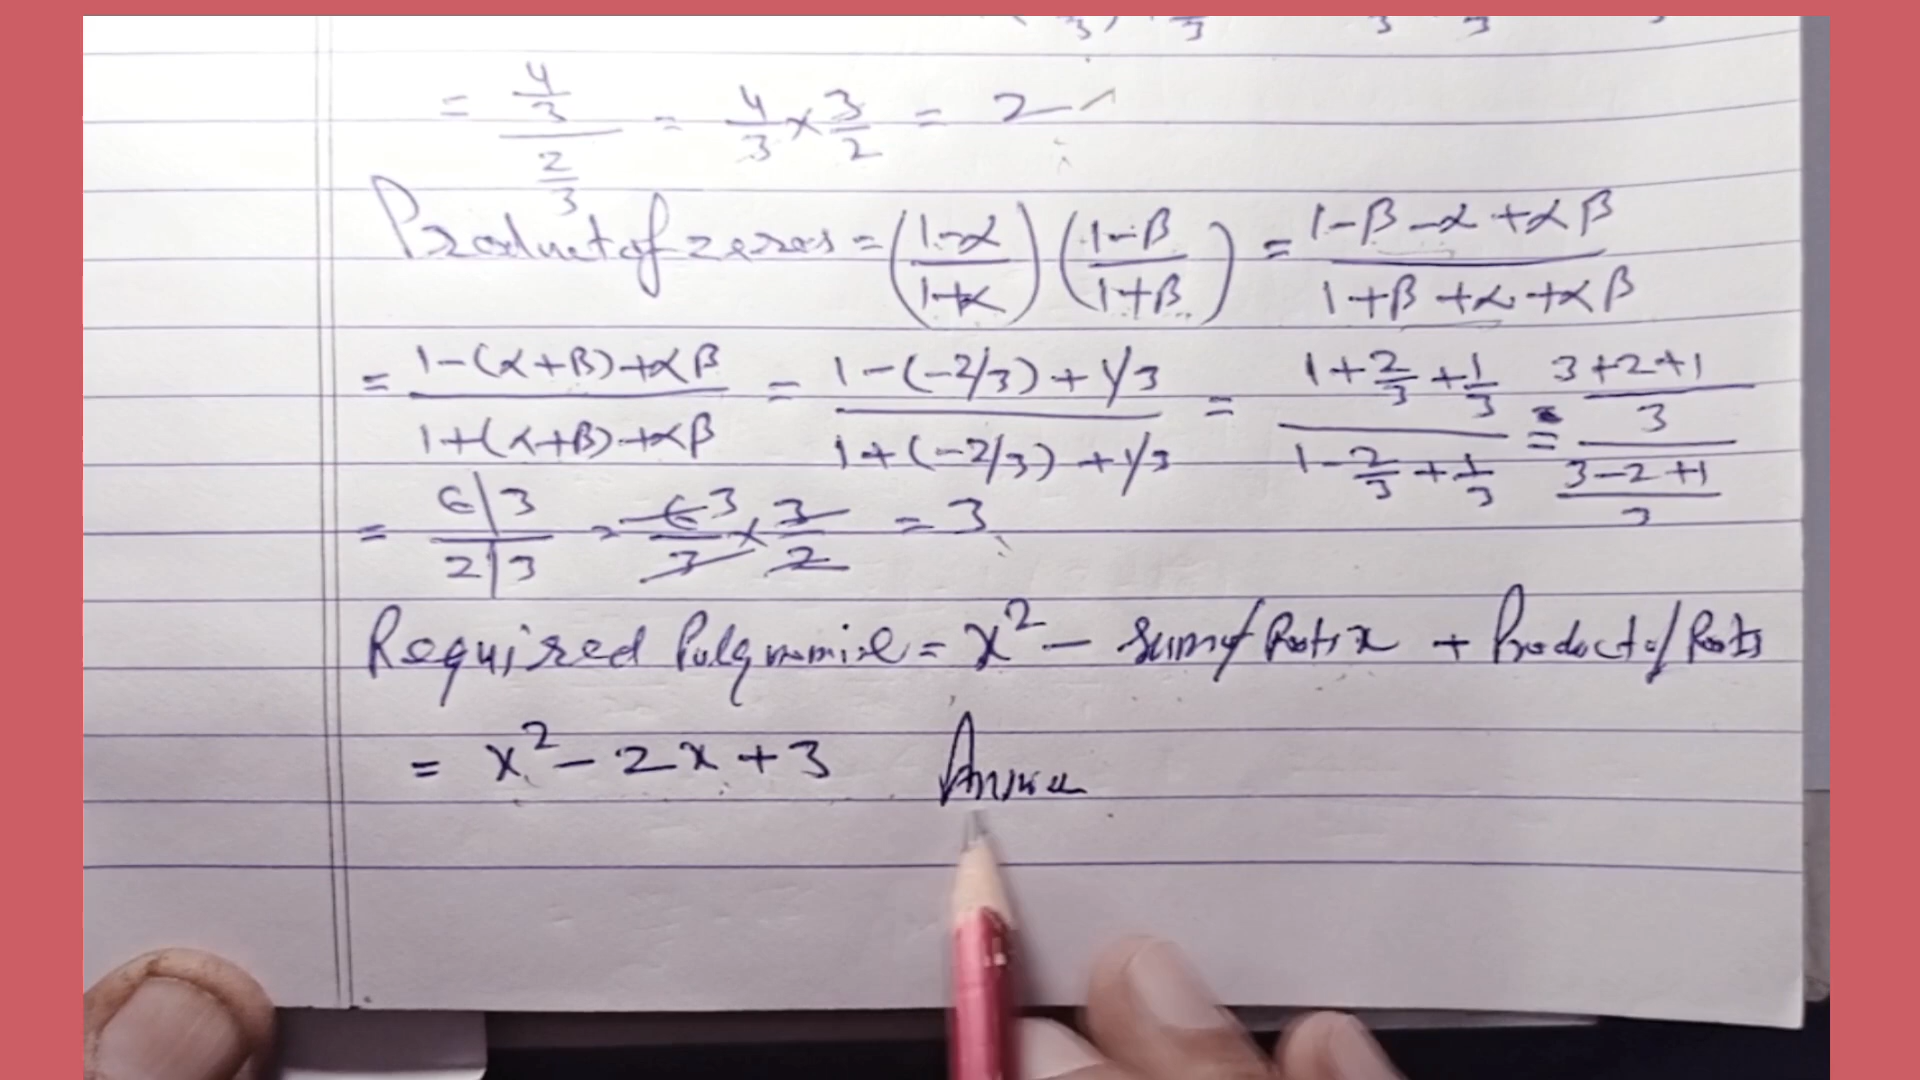 = 4/3 / 2/3 = 4/3 × 3/2 = 2
Product of zeroes = (1-α / 1+α) (1-β / 1+β) = 1-β-α+αβ / 1+β+α+αβ
= 1-(α+β)+αβ / 1+(α+β)+αβ = 1-(-2/3)+1/3 / 1+(-2/3)+1/3 = 1+2/3+1/3 / 1-2/3+1/3 = 3+2+1/3 / 3-2+1/3
= 6/3 / 2/3 = 6/3 3 × 3/2 = 3
Required Polynomial = x² - sum of Roots x + Product of Roots
= x² - 2x + 3 Answer